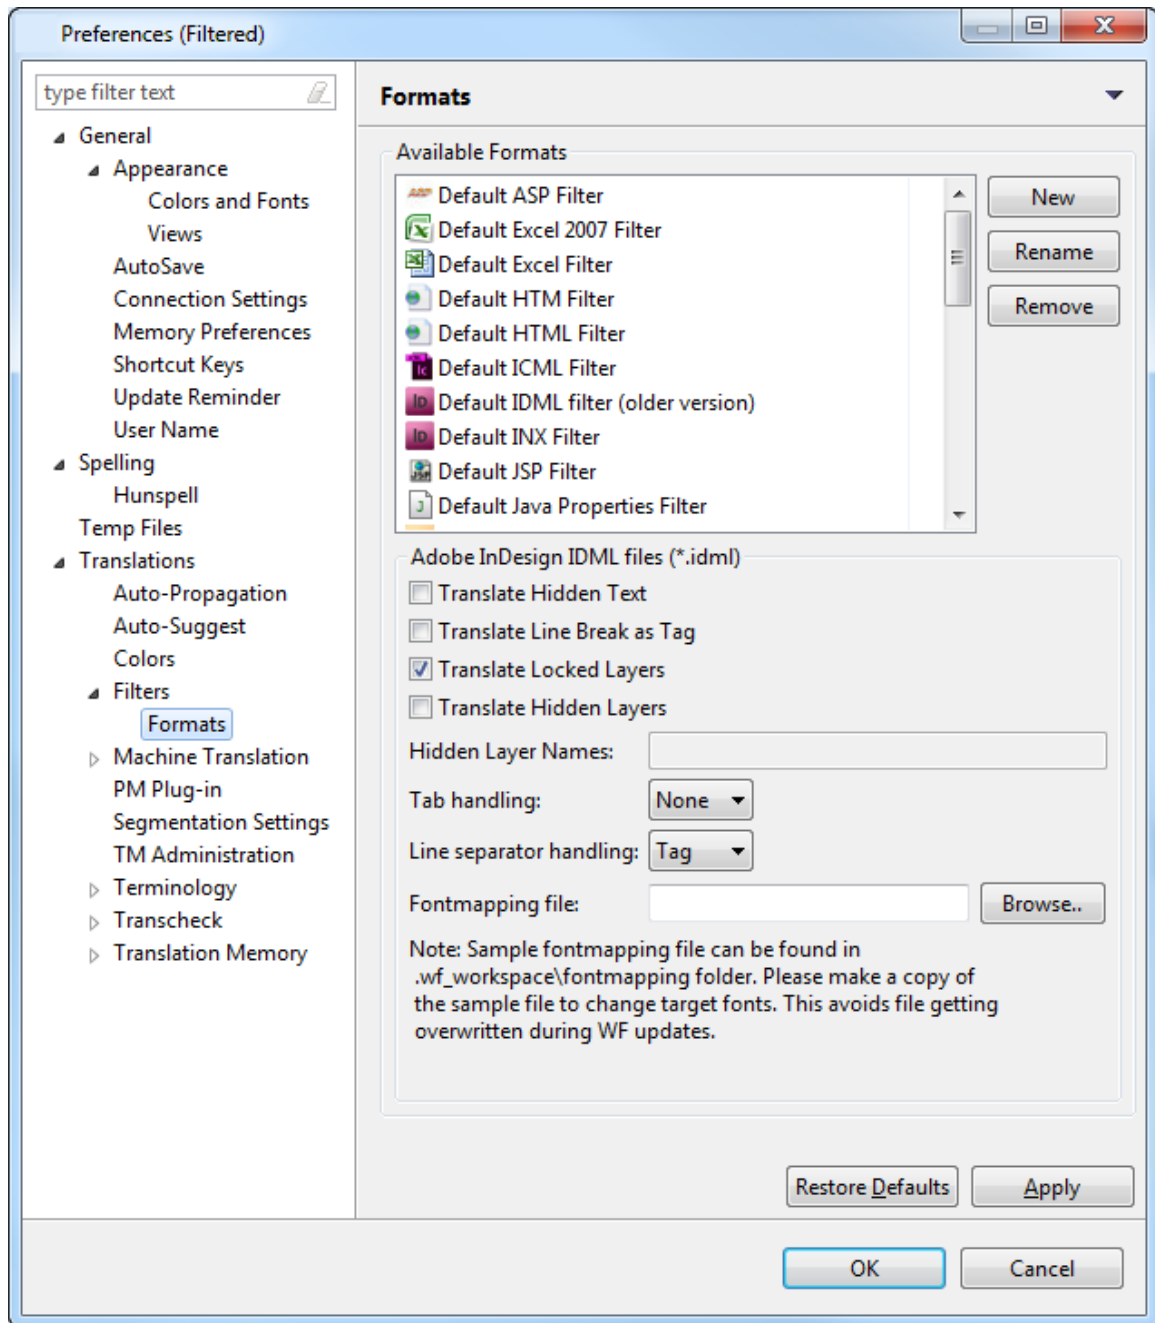 Preferences (Filtered)
type filter text
General
Appearance
Colors and Fonts
Views
AutoSave
Connection Settings
Memory Preferences
Shortcut Keys
Update Reminder
User Name
Spelling
Hunspell
Temp Files
Translations
Auto-Propagation
Auto-Suggest
Colors
Filters
Formats
Machine Translation
PM Plug-in
Segmentation Settings
TM Administration
Terminology
Transcheck
Translation Memory
Formats
Available Formats
Default ASP Filter
Default Excel 2007 Filter
Default Excel Filter
Default HTM Filter
Default HTML Filter
Default ICML Filter
Default IDML filter (older version)
Default INX Filter
Default JSP Filter
Default Java Properties Filter
New
Rename
Remove
Adobe InDesign IDML files (*.idml)
Translate Hidden Text
Translate Line Break as Tag
Translate Locked Layers
Translate Hidden Layers
Hidden Layer Names:
Tab handling: None
Line separator handling: Tag
Fontmapping file: Browse..
Note: Sample fontmapping file can be found in
.wf_workspace\fontmapping folder. Please make a copy of
the sample file to change target fonts. This avoids file getting
overwritten during WF updates.
Restore Defaults
Apply
OK
Cancel